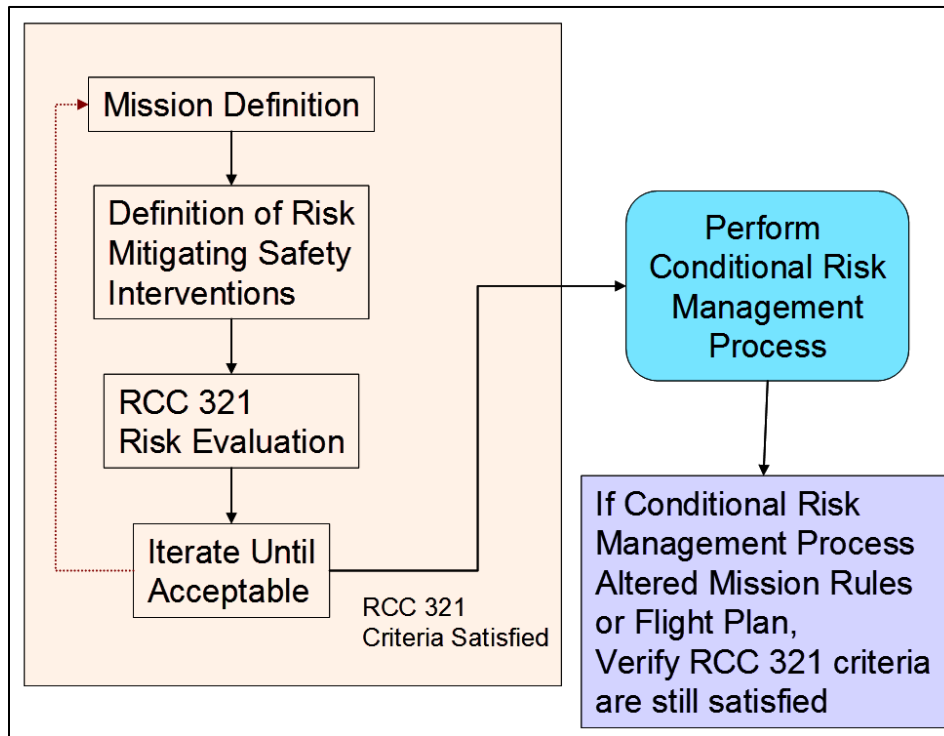 Mission Definition
Definition of Risk
Mitigating Safety
Interventions
RCC 321
Risk Evaluation
Iterate Until
Acceptable
RCC 321
Criteria Satisfied
Perform
Conditional Risk
Management
Process
If Conditional Risk
Management Process
Altered Mission Rules
or Flight Plan,
Verify RCC 321 criteria
are still satisfied